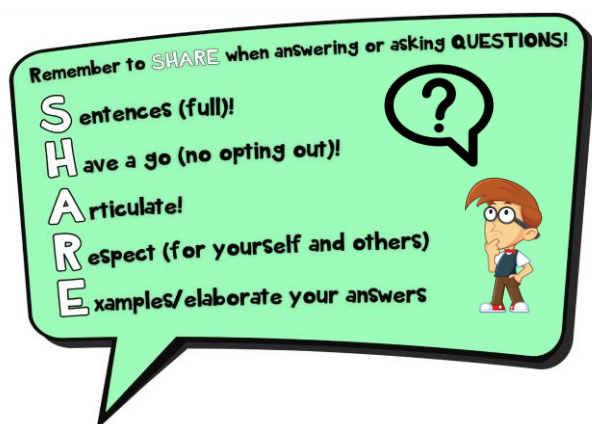 Remember to SHARE when answering or asking QUESTIONS!
?
Sentences (full)!
Have a go (no opting out)!
Articulate!
Respect (for yourself and others)
Examples/elaborate your answers